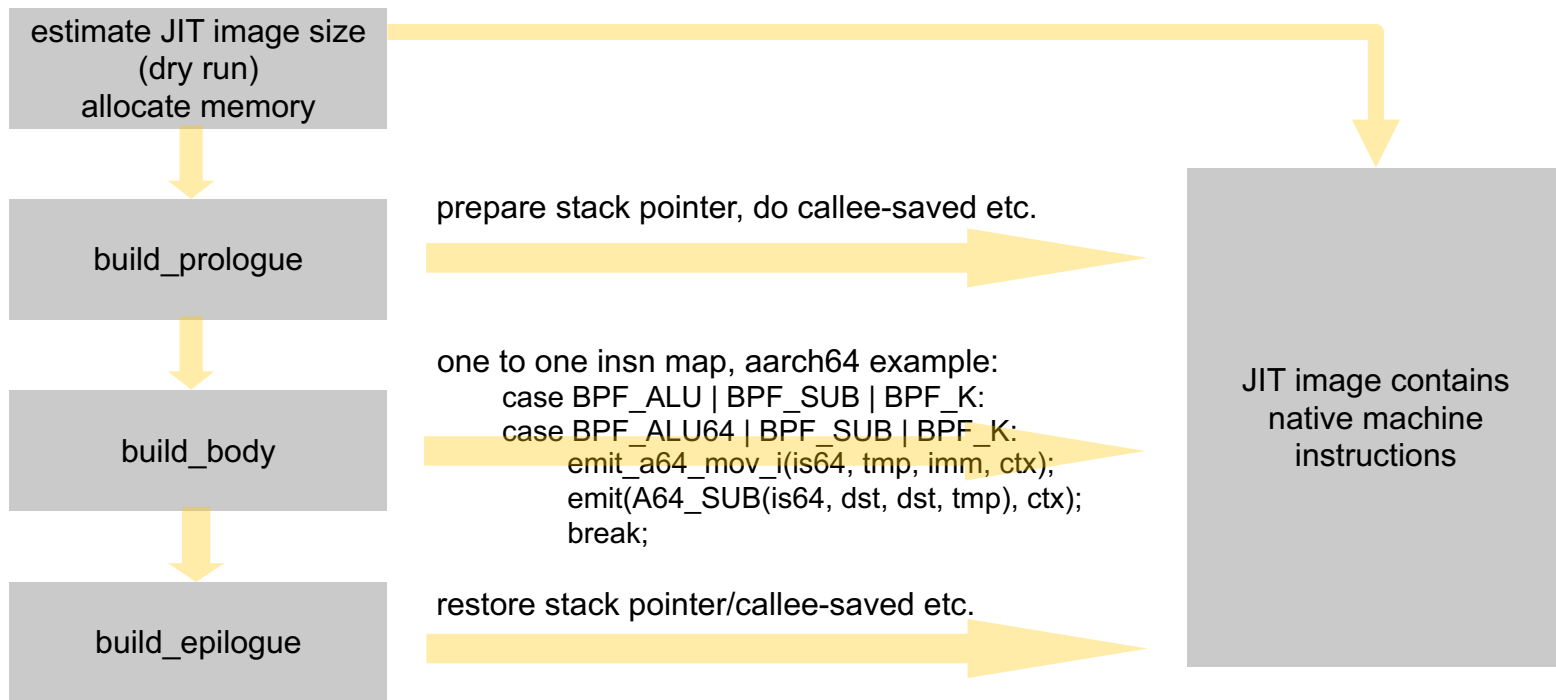 estimate JIT image size
(dry run)
allocate memory
build_prologue
prepare stack pointer, do callee-saved etc.
build_body
one to one insn map, aarch64 example:
case BPF_ALU | BPF_SUB | BPF_K:
case BPF_ALU64 | BPF_SUB | BPF_K:
emit_a64_mov_i(is64, tmp, imm, ctx);
emit(A64_SUB(is64, dst, dst, tmp), ctx);
break;
build_epilogue
restore stack pointer/callee-saved etc.
JIT image contains
native machine
instructions